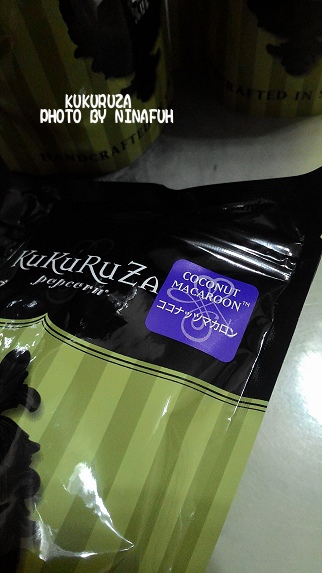 KUKURUZA
PHOTO BY NINAFUH
HANDCRAFTED
CRAFTED IN S
KuKuRuZa
popcorn
COCONUT
MACAROON™
ココナッツマカロン